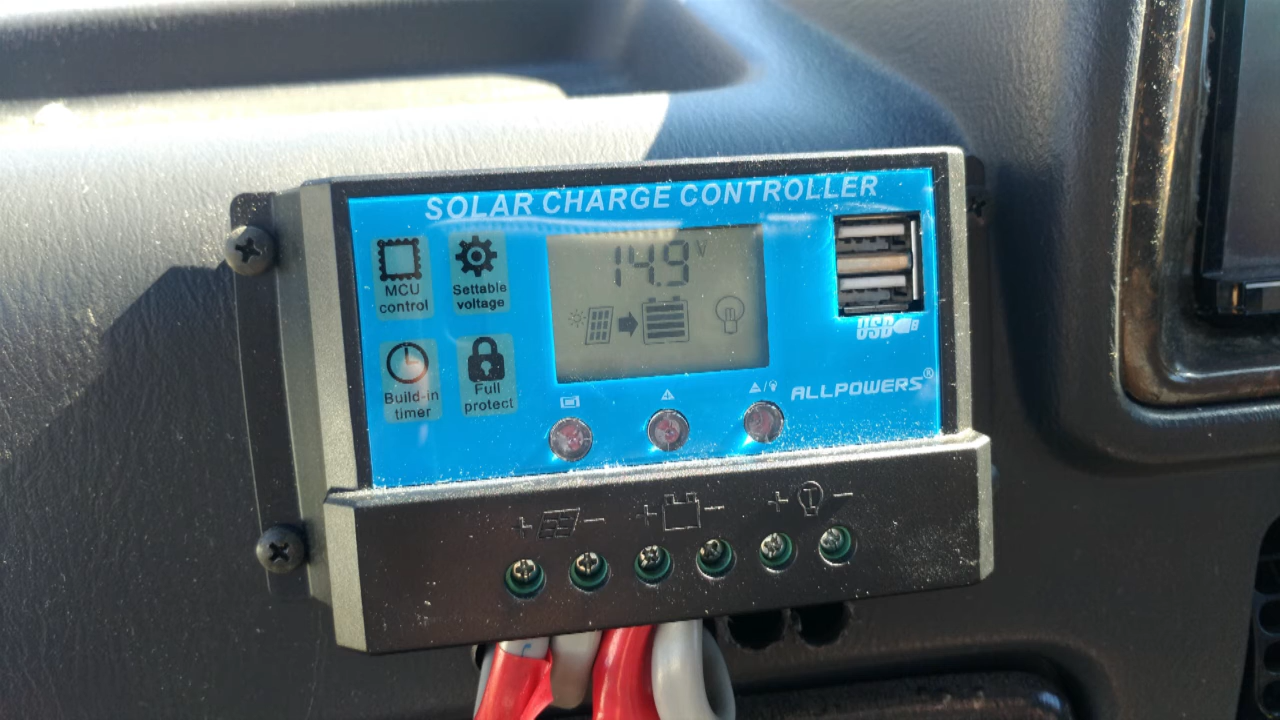 SOLAR CHARGE CONTROLLER
MCU
control
Settable
voltage
14.9 V
Build-in
timer
Full
protect
USB
ALLPOWERS®
+ -
+ -
+ -